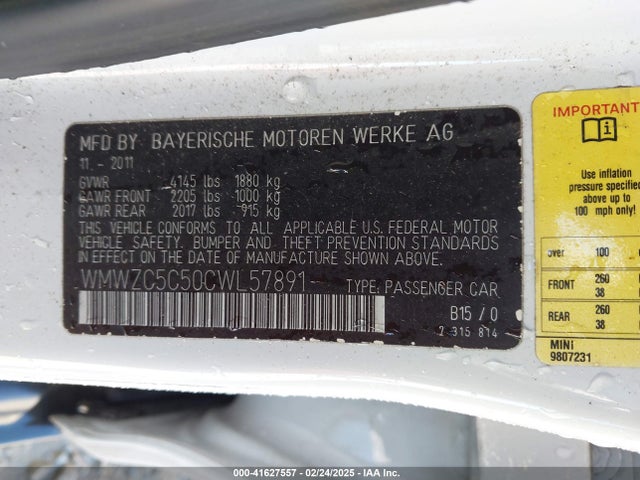 MFD BY BAYERISCHE MOTOREN WERKE AG
11 - 2011
GVWR 4145 lbs 1880 kg
GAWR FRONT 2205 lbs 1000 kg
GAWR REAR 2017 lbs 915 kg
THIS VEHICLE CONFORMS TO ALL APPLICABLE U.S. FEDERAL MOTOR
VEHICLE SAFETY, BUMPER AND THEFT PREVENTION STANDARDS
IN EFFECT ON THE DATE OF MANUFACTURE SHOWN ABOVE.
WMWZC5C50CWL57891 TYPE: PASSENGER CAR
B15 / 0
2 315 814
IMPORTANT
Use inflation
pressure specified
above 100
100 mph only!
over 100
FRONT 260
38
REAR 260
38
MINI
9807231
000-41627557 - 02/24/2025 - IAA Inc.